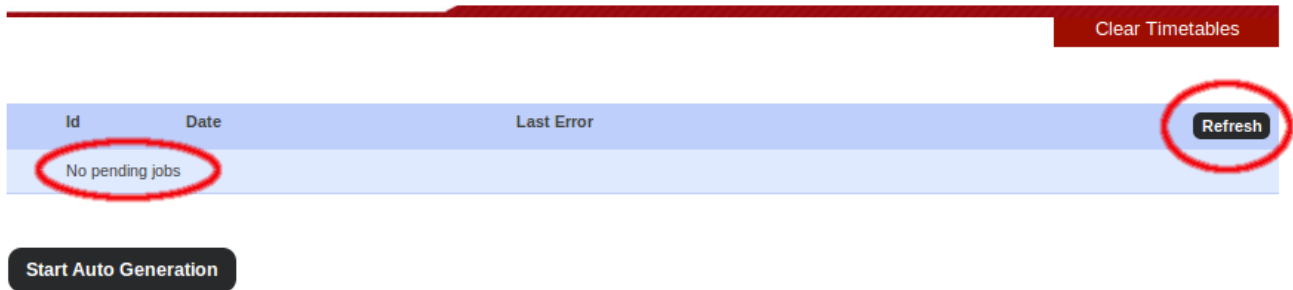 Clear Timetables
Id Date Last Error Refresh
No pending jobs
Start Auto Generation